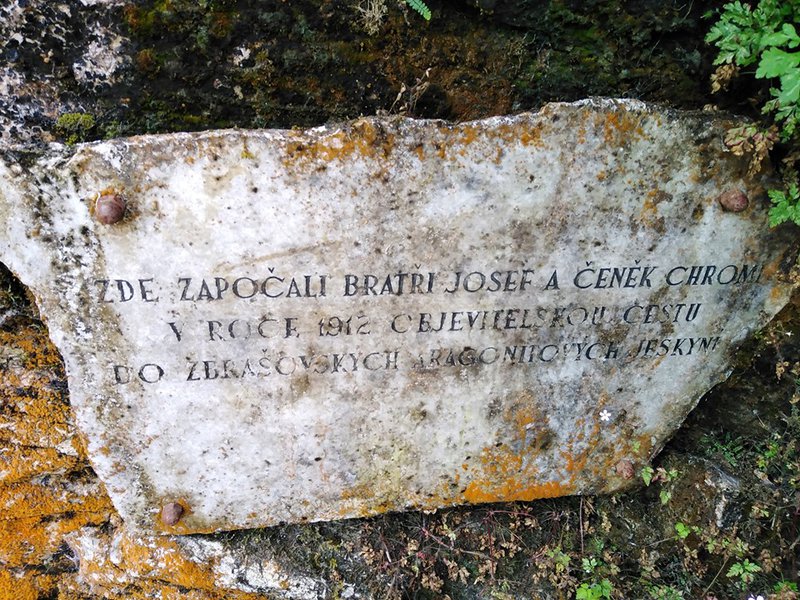 ZDE ZAPOČALI BRATŘI JOSEF A ČENĚK CHROMÍ
V ROCE 1912 OBJEVITELSKOU CESTU
DO ZBRAŠOVSKÝCH ARAGONITOVÝCH JESKYNÍ